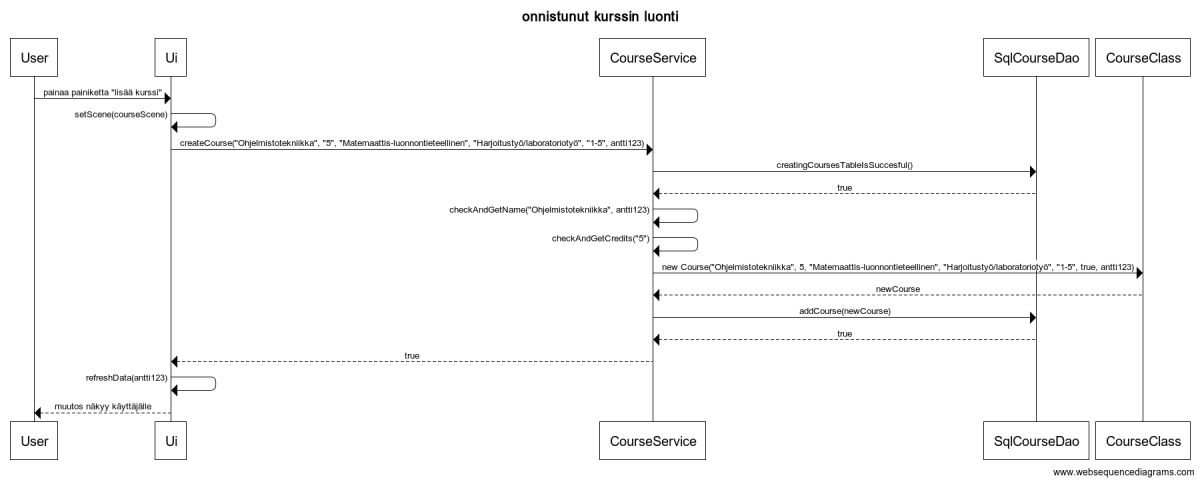 onnistunut kurssin luonti
User Ui CourseService SqlCourseDao CourseClass
painaa painiketta "lisää kurssi"
setScene(courseScene)
createCourse("Ohjelmistotekniikka", "5", "Matemaattis-luonnontieteellinen", "Harjoitustyö/laboratoriotyö", "1-5", antti123)
creatingCoursesTableIsSuccesful()
true
checkAndGetName("Ohjelmistotekniikka", antti123)
checkAndGetCredits("5")
new Course("Ohjelmistotekniikka", 5, "Matemaattis-luonnontieteellinen", "Harjoitustyö/laboratoriotyö", "1-5", true, antti123)
newCourse
addCourse(newCourse)
true
true
refreshData(antti123)
muutos näkyy käyttäjälle
User Ui CourseService SqlCourseDao CourseClass
www.websequencediagrams.com